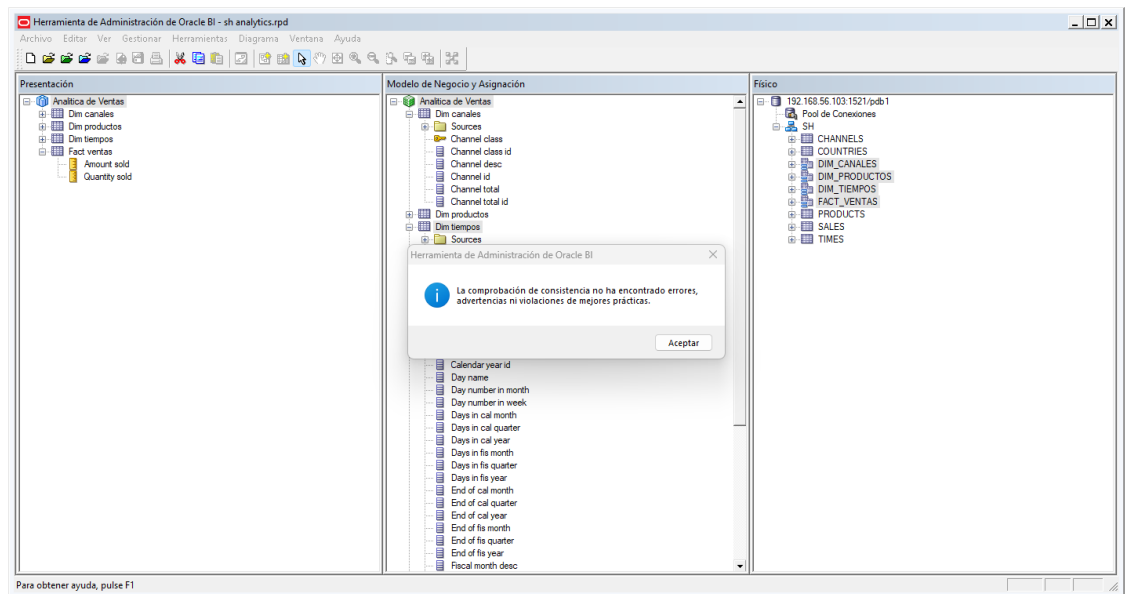 Herramienta de Administración de Oracle BI - sh analytics.rpd
Archivo Editar Ver Gestionar Herramientas Diagrama Ventana Ayuda
Presentación
Analitica de Ventas
Dim canales
Dim productos
Dim tiempos
Fact ventas
Amount sold
Quantity sold
Modelo de Negocio y Asignación
Analitica de Ventas
Dim canales
Sources
Channel class
Channel class id
Channel desc
Channel id
Channel total
Channel total id
Dim productos
Dim tiempos
Sources
Herramienta de Administración de Oracle BI
La comprobación de consistencia no ha encontrado errores,
advertencias ni violaciones de mejores prácticas.
Aceptar
Calendar year id
Day name
Day number in month
Day number in week
Days in cal month
Days in cal quarter
Days in cal year
Days in fis month
Days in fis quarter
Days in fis year
End of cal month
End of cal quarter
End of cal year
End of fis month
End of fis quarter
End of fis year
Fiscal month desc
Físico
192.168.56.103:1521/pdb1
Pool de Conexiones
SH
CHANNELS
COUNTRIES
DIM_CANALES
DIM_PRODUCTOS
DIM_TIEMPOS
FACT_VENTAS
PRODUCTS
SALES
TIMES
Para obtener ayuda, pulse F1